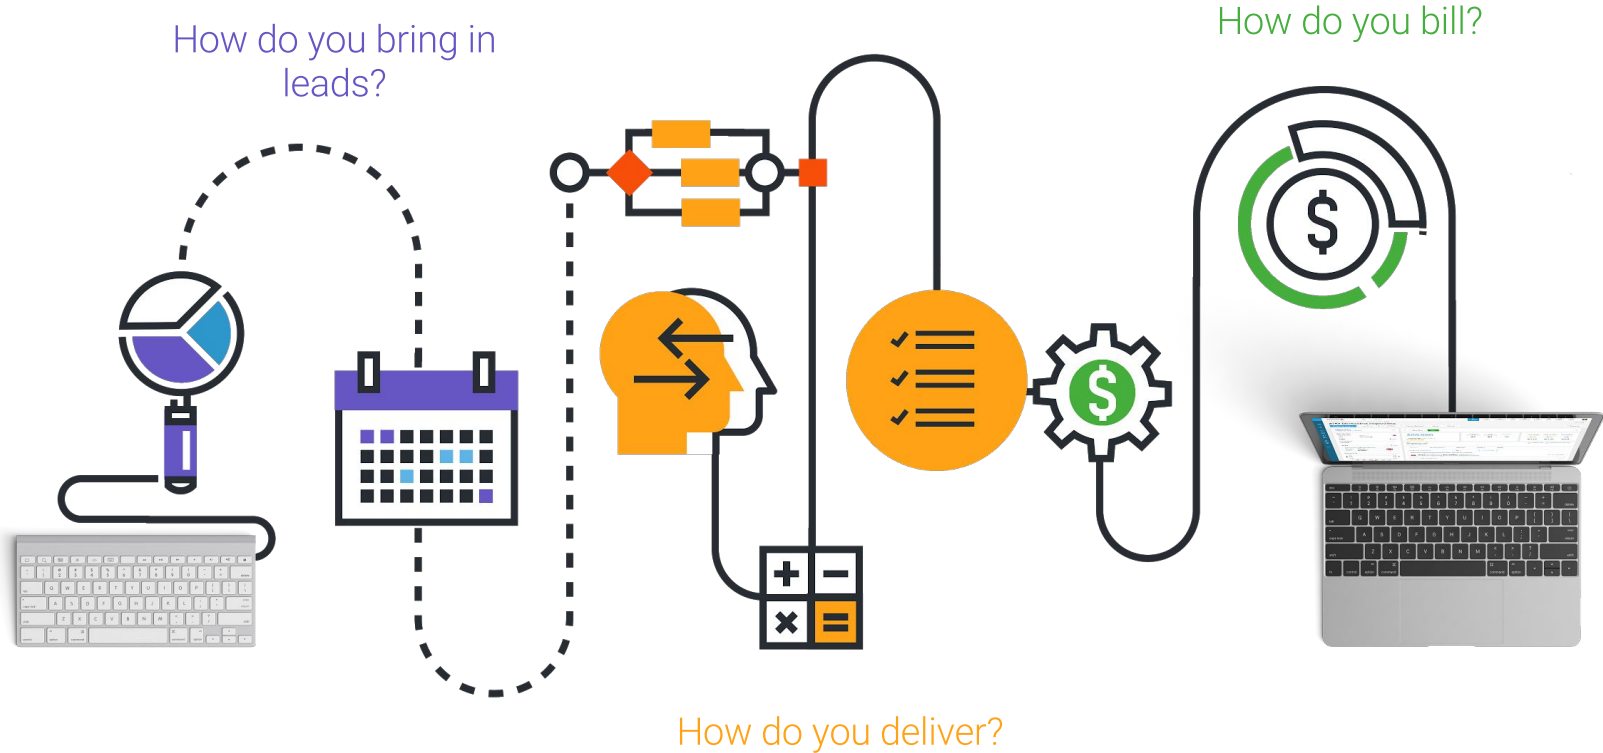 How do you bring in
leads?
How do you bill?
$
$
How do you deliver?